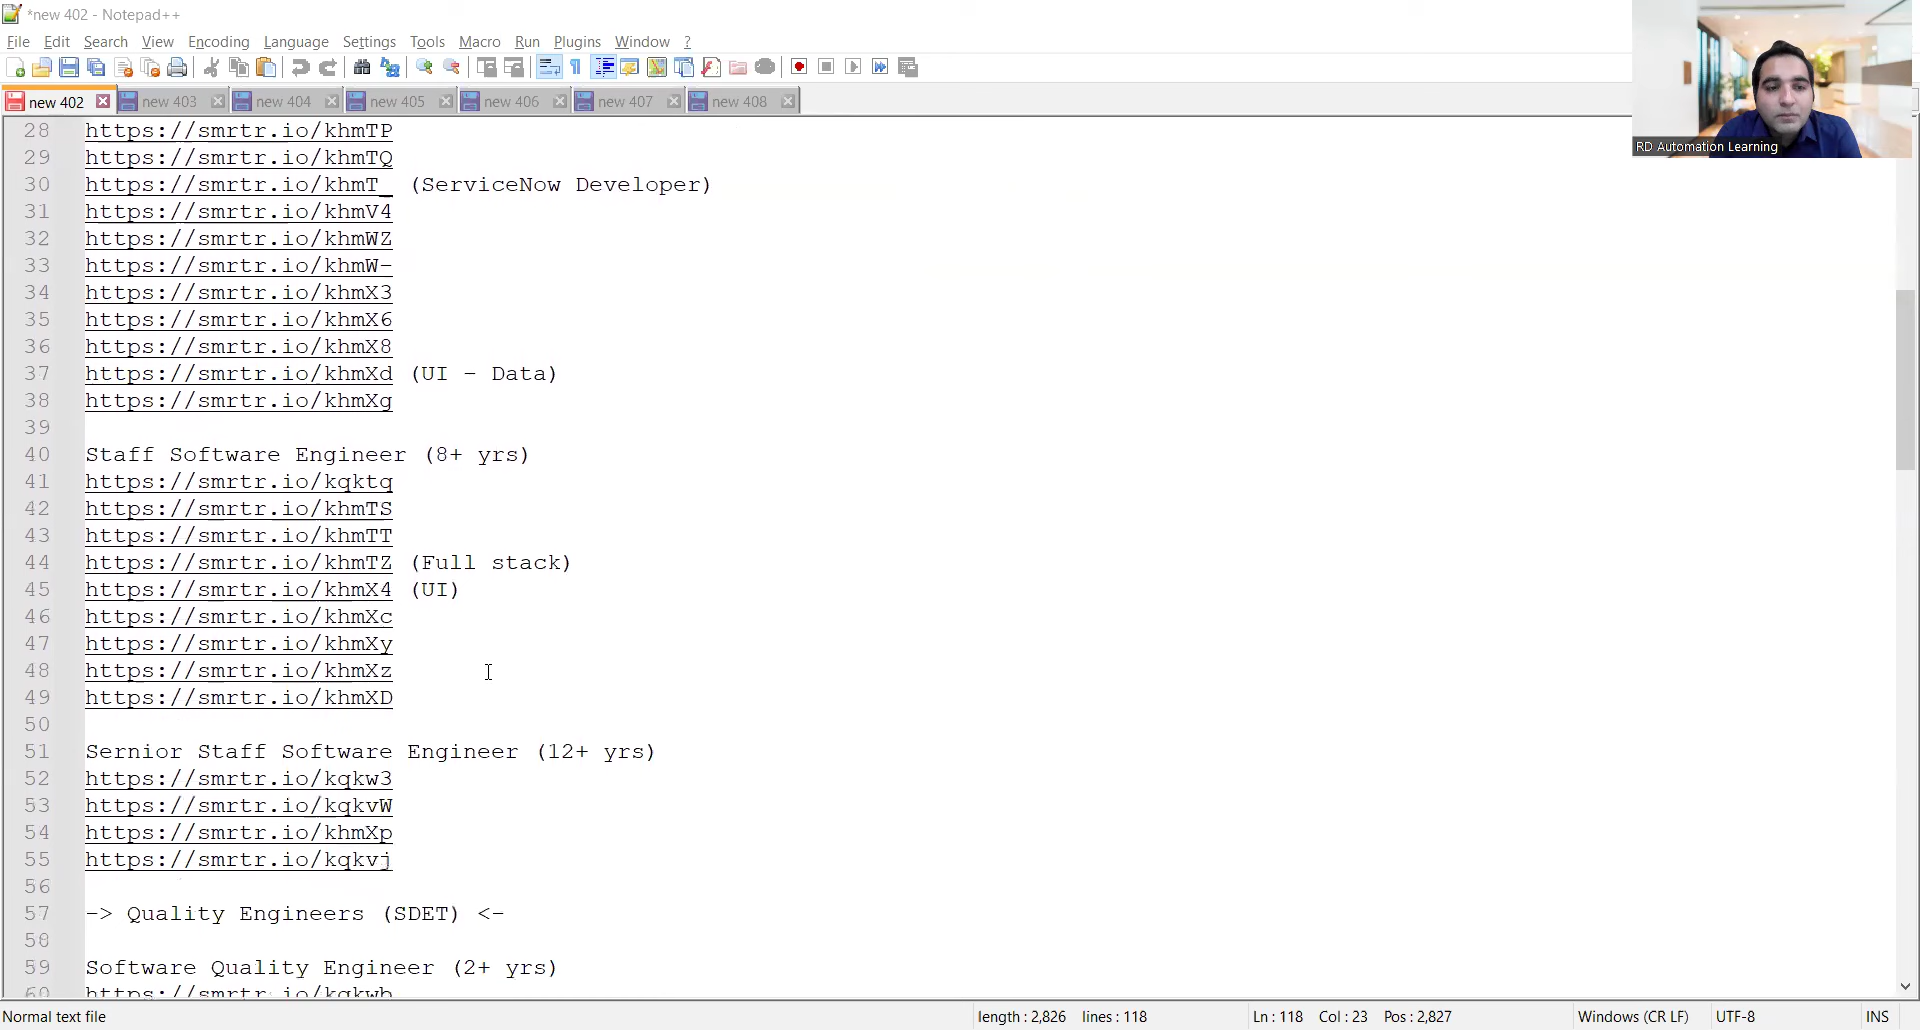 *new 402 - Notepad++
File Edit Search View Encoding Language Settings Tools Macro Run Plugins Window ?
new 402 new 403 new 404 new 405 new 406 new 407 new 408
RD Automation Learning
28 https://smrtr.io/khmTP
29 https://smrtr.io/khmTQ
30 https://smrtr.io/khmT_ (ServiceNow Developer)
31 https://smrtr.io/khmV4
32 https://smrtr.io/khmWZ
33 https://smrtr.io/khmW-
34 https://smrtr.io/khmX3
35 https://smrtr.io/khmX6
36 https://smrtr.io/khmX8
37 https://smrtr.io/khmXd (UI - Data)
38 https://smrtr.io/khmXg
39
40 Staff Software Engineer (8+ yrs)
41 https://smrtr.io/kqktq
42 https://smrtr.io/khmTS
43 https://smrtr.io/khmTT
44 https://smrtr.io/khmTZ (Full stack)
45 https://smrtr.io/khmX4 (UI)
46 https://smrtr.io/khmXc
47 https://smrtr.io/khmXy
48 https://smrtr.io/khmXz
49 https://smrtr.io/khmXD
50
51 Sernior Staff Software Engineer (12+ yrs)
52 https://smrtr.io/kqkw3
53 https://smrtr.io/kqkvW
54 https://smrtr.io/khmXp
55 https://smrtr.io/kqkvj
56
57 -> Quality Engineers (SDET) <-
58
59 Software Quality Engineer (2+ yrs)
60 https://smrtr.io/kqkwb
Normal text file length : 2,826 lines : 118 Ln : 118 Col : 23 Pos : 2,827 Windows (CR LF) UTF-8 INS